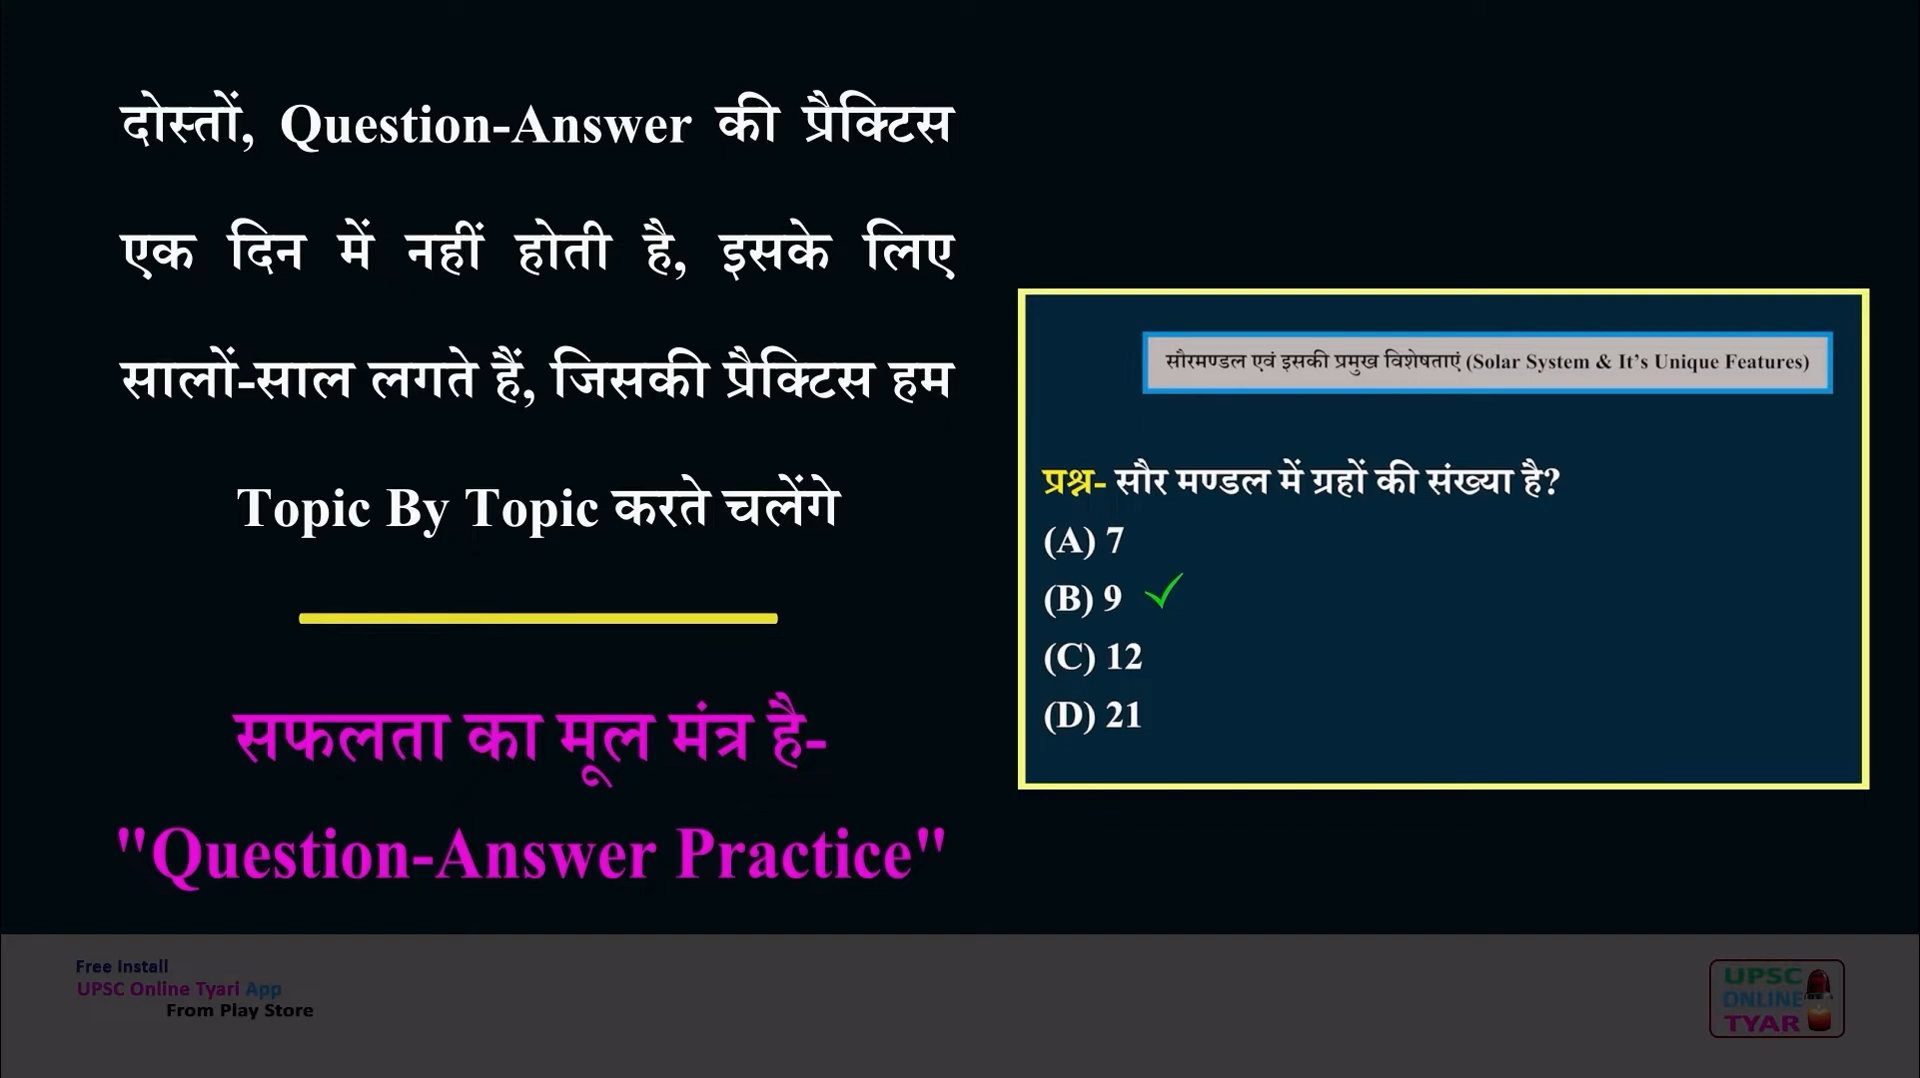 दोस्तों, Question-Answer की प्रैक्टिस
एक दिन में नहीं होती है, इसके लिए
सालों-साल लगते हैं, जिसकी प्रैक्टिस हम
Topic By Topic करते चलेंगे
सफलता का मूल मंत्र है-
"Question-Answer Practice"
सौरमण्डल एवं इसकी प्रमुख विशेषताएं (Solar System & It's Unique Features)
प्रश्न- सौर मण्डल में ग्रहों की संख्या है?
(A) 7
(B) 9
(C) 12
(D) 21
Free Install
UPSC Online Tyari App
From Play Store
UPSC
ONLINE
TYAR